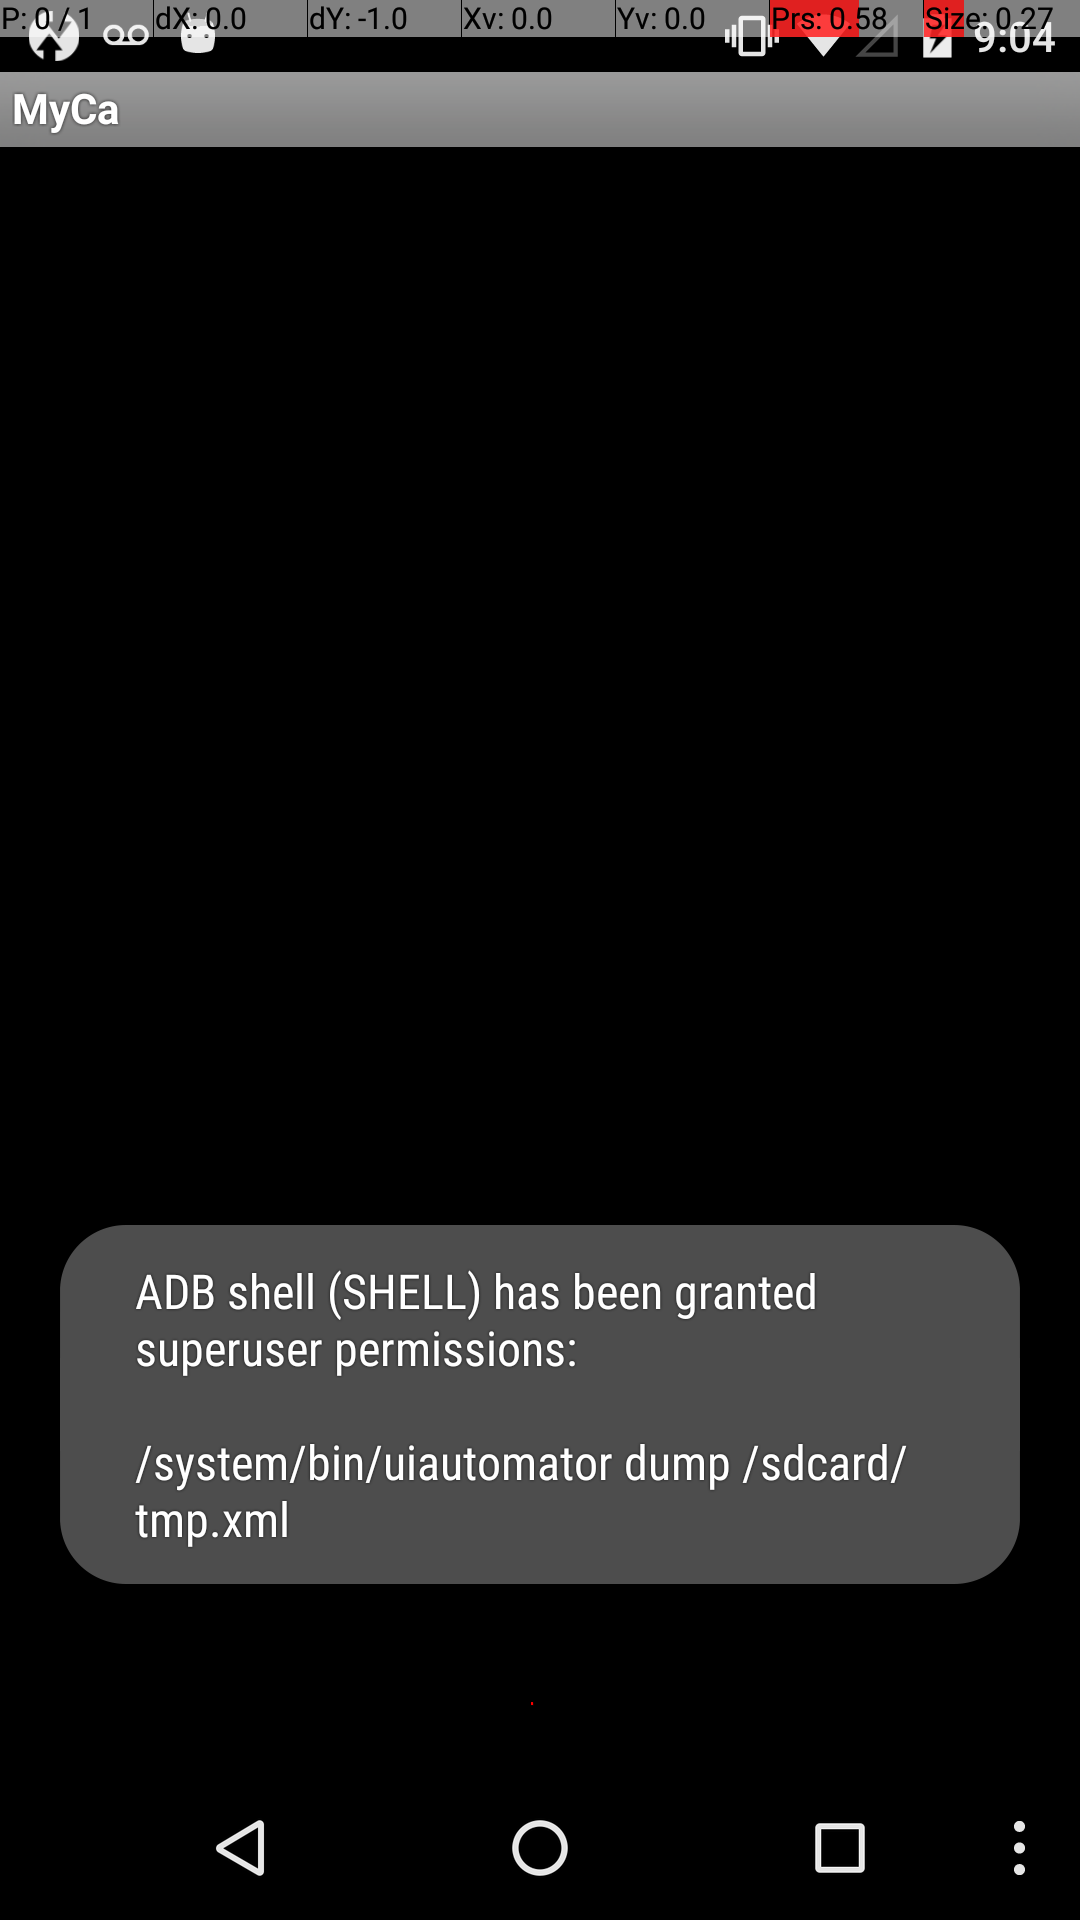 P: 0 / 1 dX: 0.0 dY: -1.0 Xv: 0.0 Yv: 0.0 Prs: 0.58 Size: 0.27
9:04
MyCa
ADB shell (SHELL) has been granted
superuser permissions:
/system/bin/uiautomator dump /sdcard/
tmp.xml